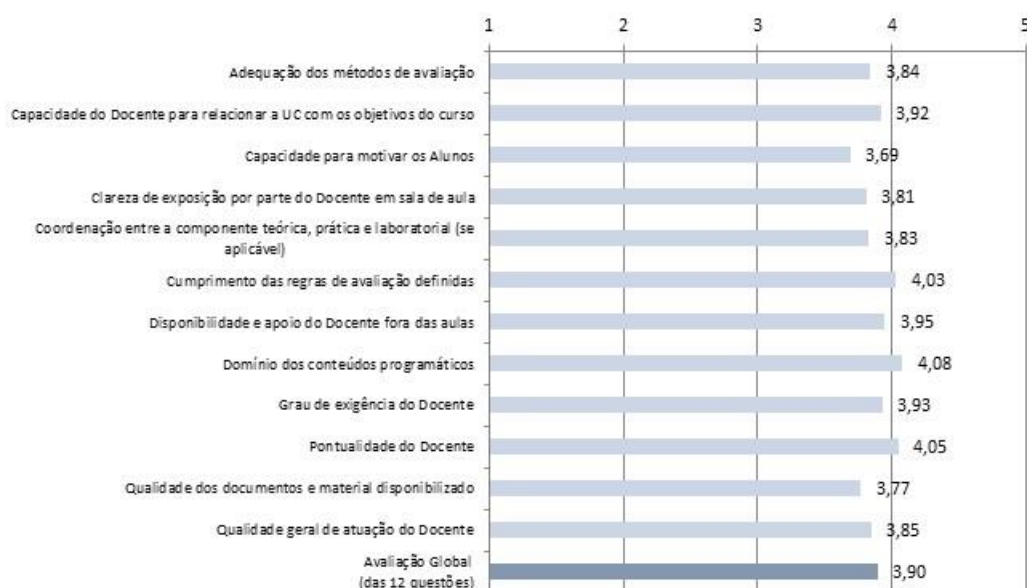 1 2 3 4 5
Adequação dos métodos de avaliação 3,84
Capacidade do Docente para relacionar a UC com os objetivos do curso 3,92
Capacidade para motivar os Alunos 3,69
Clareza de exposição por parte do Docente em sala de aula 3,81
Coordenação entre a componente teórica, prática e laboratorial (se
aplicável) 3,83
Cumprimento das regras de avaliação definidas 4,03
Disponibilidade e apoio do Docente fora das aulas 3,95
Domínio dos conteúdos programáticos 4,08
Grau de exigência do Docente 3,93
Pontualidade do Docente 4,05
Qualidade dos documentos e material disponibilizado 3,77
Qualidade geral de atuação do Docente 3,85
Avaliação Global
(das 12 questões) 3,90